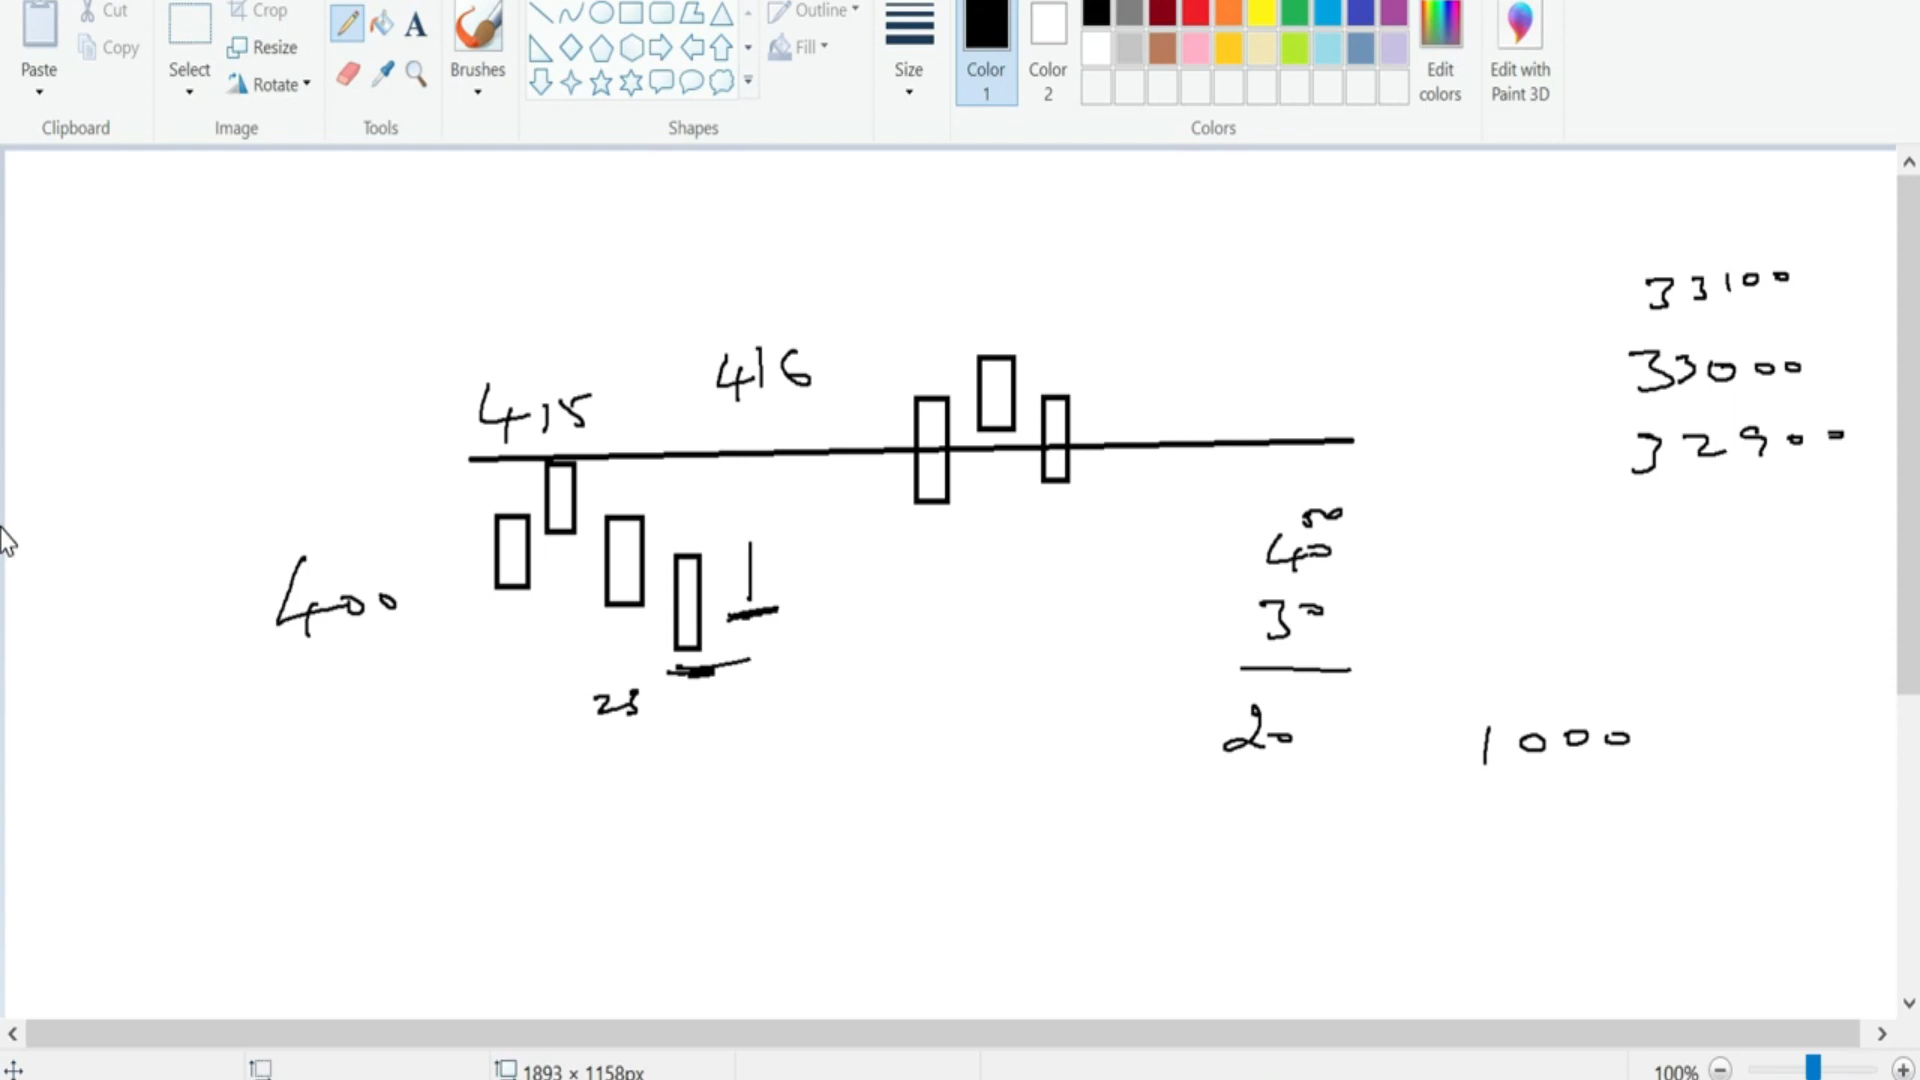 Cut
Copy
Paste
Clipboard
Crop
Resize
Rotate
Select
Image
A
Tools
Brushes
Shapes
Outline
Fill
Size
Color 1
Color 2
Colors
Edit colors
Edit with Paint 3D
33100
33000
32900
415
416
400
50
40
30
20
1000
1893 × 1158px
100%